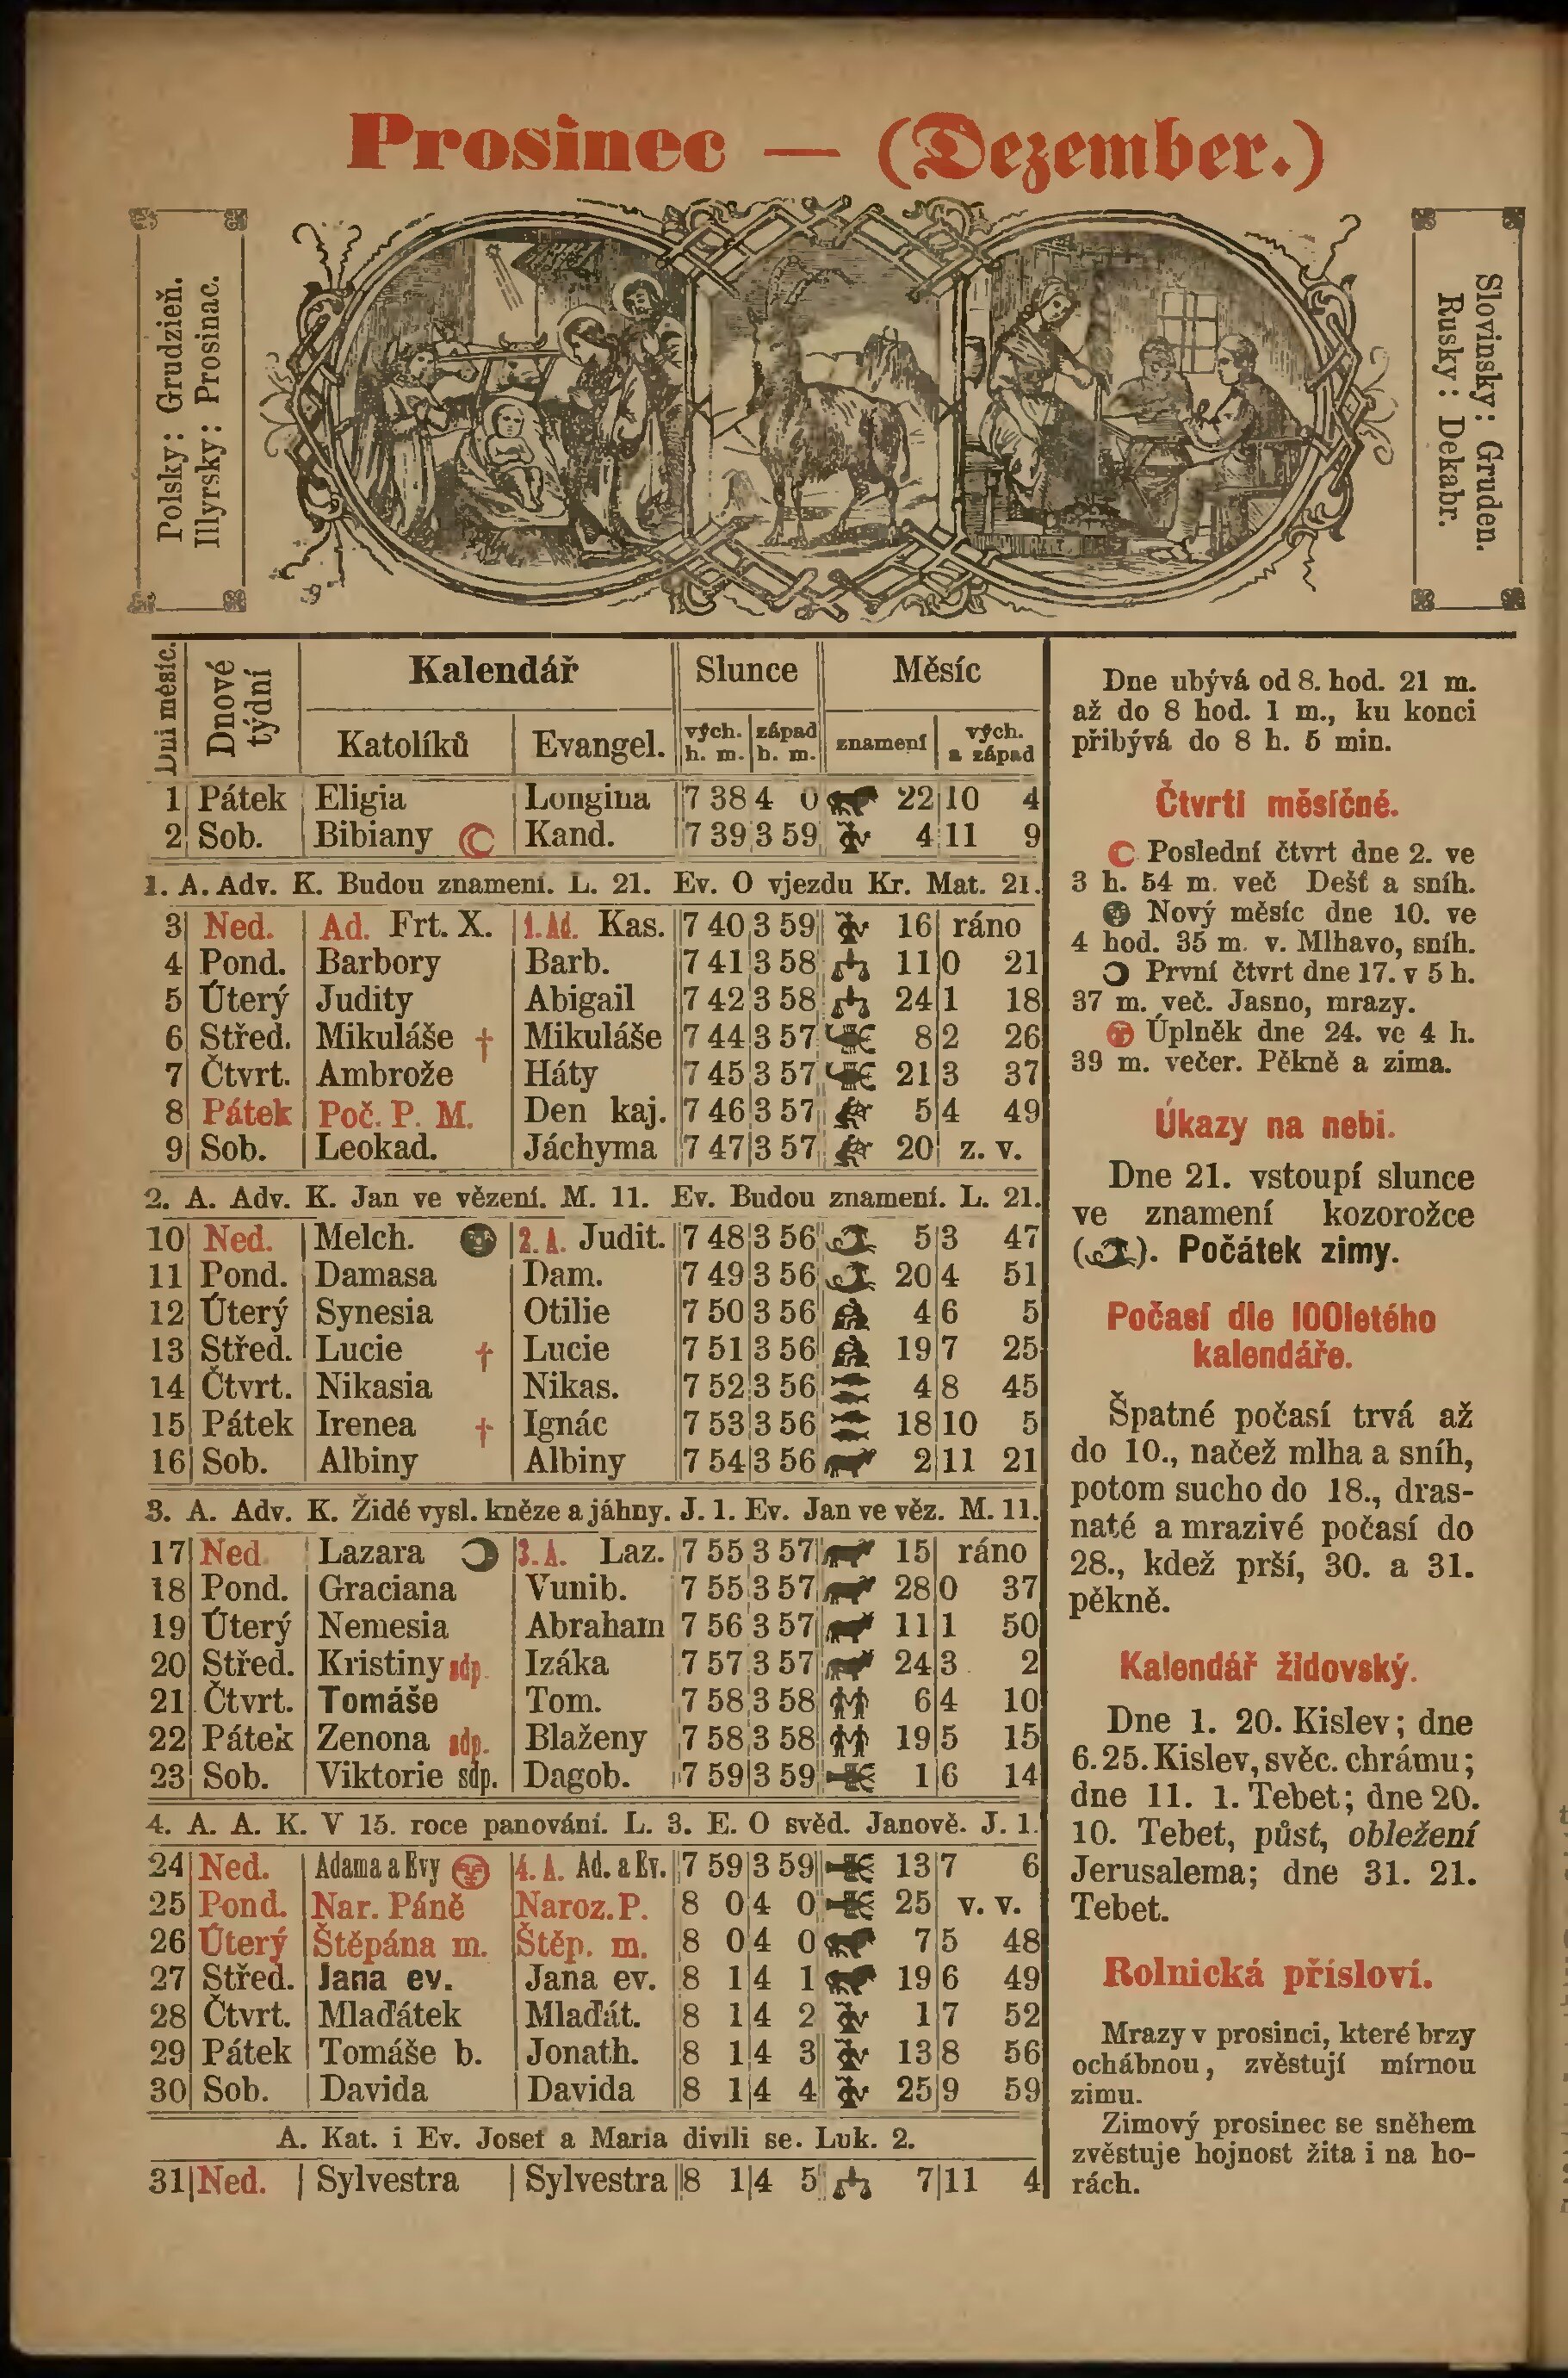 Prosinec — (Dezember.)
Polsky: Grudzień.
Illyrsky: Prosinac.
Slovinsky: Gruden.
Rusky: Dekabr.
Dni měsíc. Dnové týdní Kalendář Slunce Měsíc
Katolíků Evangel. vých. h. m. západ h. m. znamení vých. a západ
1 Pátek Eligia Longina 7 38 4 0 22 10 4
2 Sob. Bibiany Kand. 7 39 3 59 4 11 9
1. A. Adv. K. Budou znamení. L. 21. Ev. O vjezdu Kr. Mat. 21.
3 Ned. Ad. Frt. X. 1. Ad. Kas. 7 40 3 59 16 ráno
4 Pond. Barbory Barb. 7 41 3 58 11 0 21
5 Úterý Judity Abigail 7 42 3 58 24 1 18
6 Střed. Mikuláše † Mikuláše 7 44 3 57 8 2 26
7 Čtvrt. Ambrože Háty 7 45 3 57 21 3 37
8 Pátek Poč. P. M. Den kaj. 7 46 3 57 5 4 49
9 Sob. Leokad. Jáchyma 7 47 3 57 20 z. v.
2. A. Adv. K. Jan ve vězení. M. 11. Ev. Budou znamení. L. 21.
10 Ned. Melch. 2. A. Judit. 7 48 3 56 5 3 47
11 Pond. Damasa Dam. 7 49 3 56 20 4 51
12 Úterý Synesia Otilie 7 50 3 56 4 6 5
13 Střed. Lucie † Lucie 7 51 3 56 19 7 25
14 Čtvrt. Nikasia Nikas. 7 52 3 56 4 8 45
15 Pátek Irenea † Ignác 7 53 3 56 18 10 5
16 Sob. Albiny Albiny 7 54 3 56 2 11 21
3. A. Adv. K. Židé vysl. kněze a jáhny. J. 1. Ev. Jan ve věz. M. 11.
17 Ned Lazara 3. A. Laz. 7 55 3 57 15 ráno
18 Pond. Graciana Vunib. 7 55 3 57 28 0 37
19 Úterý Nemesia Abraham 7 56 3 57 11 1 50
20 Střed. Kristiny sdp. Izáka 7 57 3 57 24 3 2
21 Čtvrt. Tomáše Tom. 7 58 3 58 6 4 10
22 Pátek Zenona sdp. Blaženy 7 58 3 58 19 5 15
23 Sob. Viktorie sdp. Dagob. 7 59 3 59 1 6 14
4. A. A. K. V 15. roce panování. L. 3. E. O svěd. Janově. J. 1.
24 Ned. Adama a Evy 4. A. Ad. a Ev. 7 59 3 59 13 7 6
25 Pond. Nar. Páně Naroz. P. 8 0 4 0 25 v. v.
26 Úterý Štěpána m. Štěp. m. 8 0 4 0 7 5 48
27 Střed. Jana ev. Jana ev. 8 1 4 1 19 6 49
28 Čtvrt. Mlaďátek Mlaďát. 8 1 4 2 1 7 52
29 Pátek Tomáše b. Jonath. 8 1 4 3 13 8 56
30 Sob. Davida Davida 8 1 4 4 25 9 59
A. Kat. i Ev. Josef a Maria divili se. Luk. 2.
31 Ned. Sylvestra Sylvestra 8 1 4 5 7 11 4
Dne ubývá od 8. hod. 21 m.
až do 8 hod. 1 m., ku konci
přibývá do 8 h. 5 min.
Čtvrti měsíčné.
Poslední čtvrt dne 2. ve
3 h. 54 m. več Dešť a sníh.
Nový měsíc dne 10. ve
4 hod. 35 m. v. Mlhavo, sníh.
První čtvrt dne 17. v 5 h.
37 m. več. Jasno, mrazy.
Úplněk dne 24. ve 4 h.
39 m. večer. Pěkně a zima.
Úkazy na nebi.
Dne 21. vstoupí slunce
ve znamení kozorožce
( ). Počátek zimy.
Počasí dle 100letého
kalendáře.
Špatné počasí trvá až
do 10., načež mlha a sníh,
potom sucho do 18., dras-
naté a mrazivé počasí do
28., kdež prší, 30. a 31.
pěkně.
Kalendář židovský.
Dne 1. 20. Kislev; dne
6. 25. Kislev, svěc. chrámu;
dne 11. 1. Tebet; dne 20.
10. Tebet, půst, obležení
Jerusalema; dne 31. 21.
Tebet.
Rolnická přísloví.
Mrazy v prosinci, které brzy
ochábnou, zvěstují mírnou
zimu.
Zimový prosinec se sněhem
zvěstuje hojnost žita i na ho-
rách.